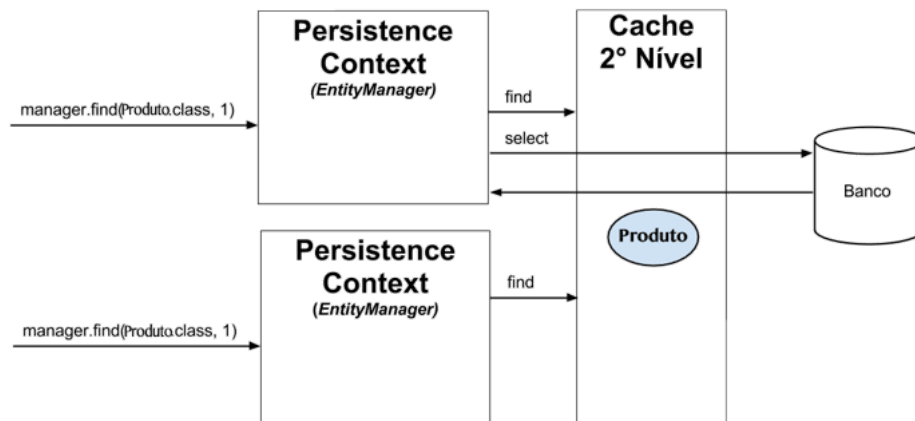 Persistence
Context
(EntityManager)
Cache
2° Nível
manager.find(Produto.class, 1)
find
select
Banco
Produto
Persistence
Context
(EntityManager)
find
manager.find(Produto.class, 1)